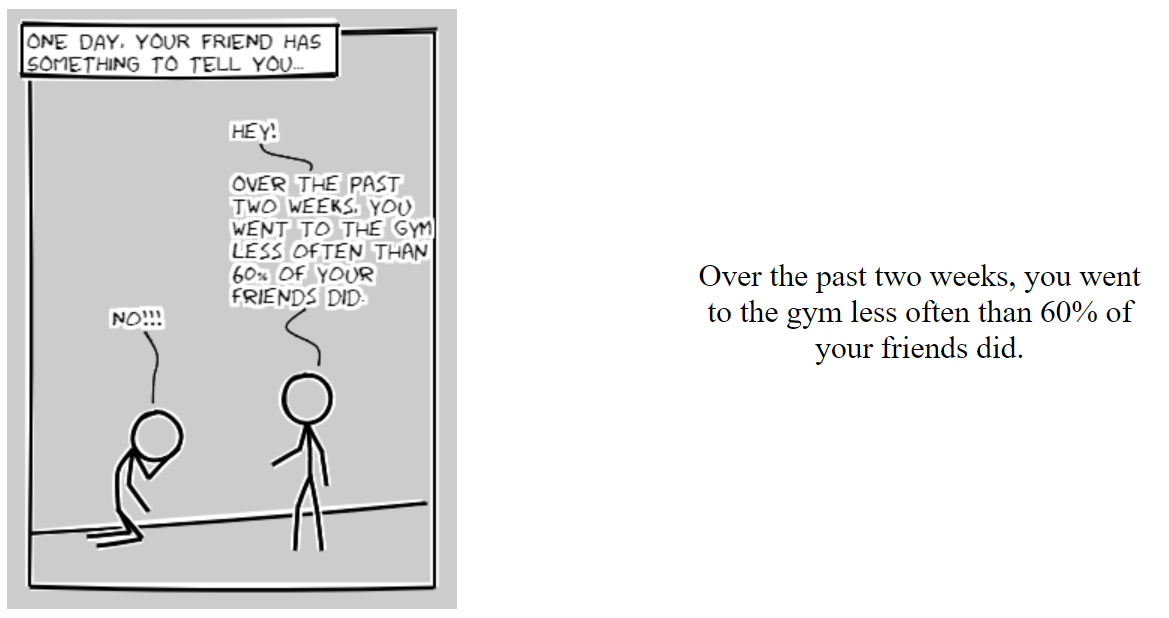 ONE DAY, YOUR FRIEND HAS
SOMETHING TO TELL YOU...
HEY!
OVER THE PAST
TWO WEEKS, YOU
WENT TO THE GYM
LESS OFTEN THAN
60% OF YOUR
FRIENDS DID.
NO!!!
Over the past two weeks, you went
to the gym less often than 60% of
your friends did.